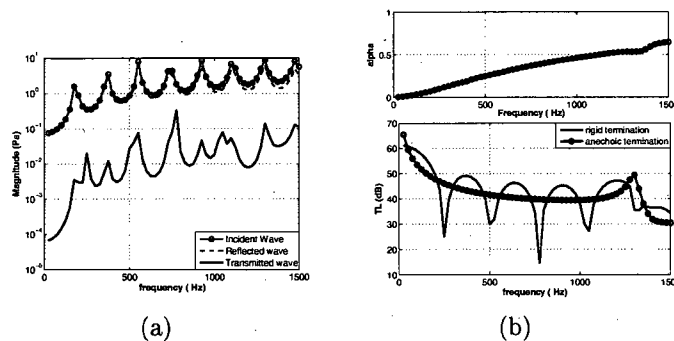 10¹
10⁰
10⁻¹
10⁻²
10⁻³
10⁻⁴
10⁻⁵
Magnitude (Pa)
Incident Wave
Reflected wave
Transmitted wave
0 500 1000 1500
frequency ( Hz)
(a)
1
0.5
0
alpha
0 500 1000 1500
Frequency ( Hz)
70
60
50
40
30
20
10
TL (dB)
rigid termination
anechoic termination
0 500 1000 1500
frequency ( Hz)
(b)